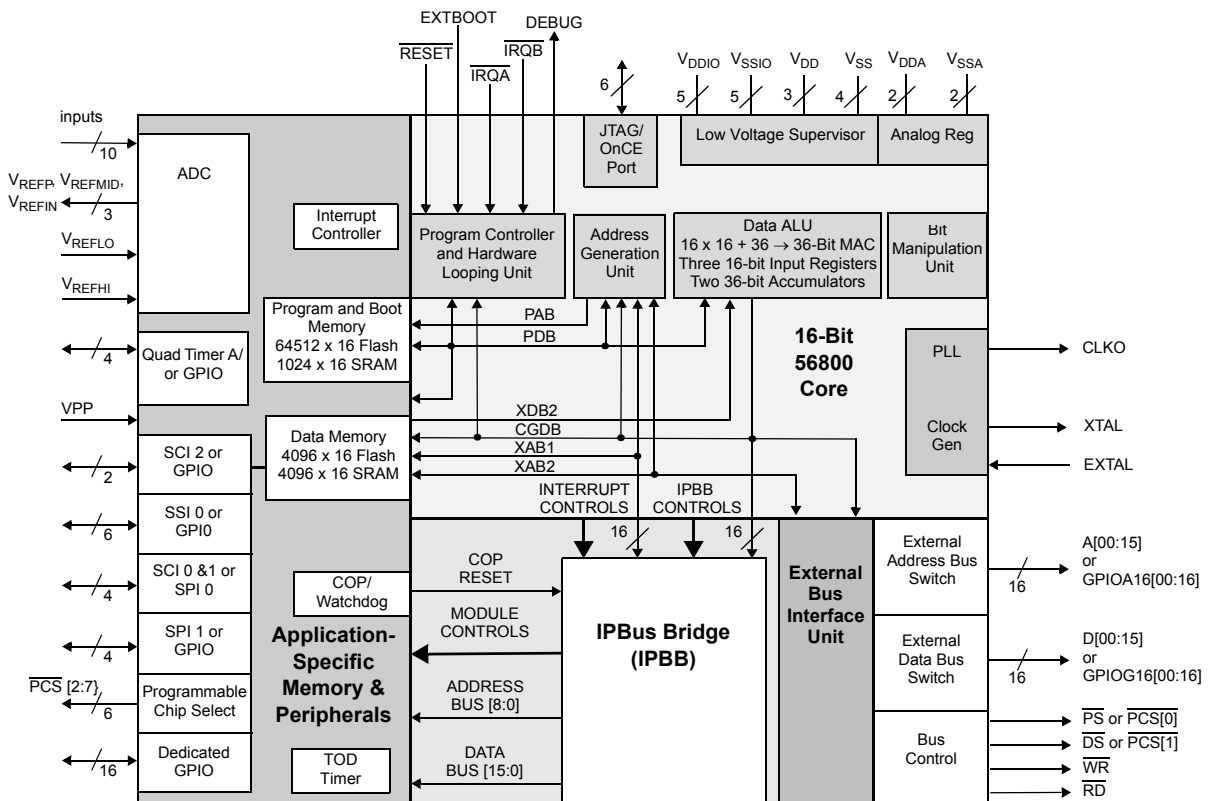 EXTBOOT
DEBUG
RESET
IRQB
IRQA
6
VDDIO
VSSIO
VDD
VSS
VDDA
VSSA
5
5
3
4
2
2
inputs
10
VREFP, VREFMID,
VREFIN
3
VREFLO
VREFHI
4
VPP
2
6
4
4
PCS [2:7}
6
16
ADC
Quad Timer A/
or GPIO
SCI 2 or
GPIO
SSI 0 or
GPI0
SCI 0 &1 or
SPI 0
SPI 1 or
GPIO
Programmable
Chip Select
Dedicated
GPIO
Interrupt
Controller
Program and Boot
Memory
64512 x 16 Flash
1024 x 16 SRAM
Data Memory
4096 x 16 Flash
4096 x 16 SRAM
COP/
Watchdog
Application-
Specific
Memory &
Peripherals
TOD
Timer
JTAG/
OnCE
Port
Low Voltage Supervisor
Analog Reg
Program Controller
and Hardware
Looping Unit
Address
Generation
Unit
Data ALU
16 x 16 + 36 → 36-Bit MAC
Three 16-bit Input Registers
Two 36-bit Accumulators
Bit
Manipulation
Unit
PAB
PDB
16-Bit
56800
Core
PLL
Clock
Gen
CLKO
XTAL
EXTAL
XDB2
CGDB
XAB1
XAB2
INTERRUPT
CONTROLS
IPBB
CONTROLS
16
16
COP
RESET
MODULE
CONTROLS
ADDRESS
BUS [8:0]
DATA
BUS [15:0]
IPBus Bridge
(IPBB)
External
Bus
Interface
Unit
External
Address Bus
Switch
16
A[00:15]
or
GPIOA16[00:16]
External
Data Bus
Switch
16
D[00:15]
or
GPIOG16[00:16]
Bus
Control
PS or PCS[0]
DS or PCS[1]
WR
RD